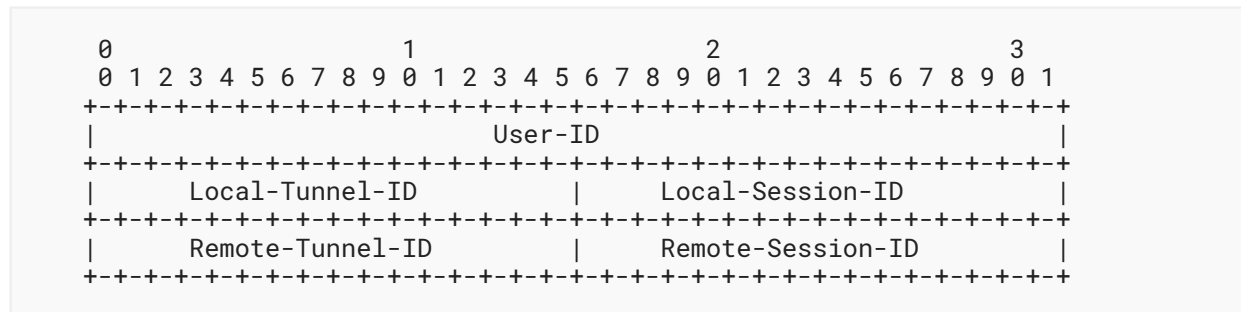 0                   1                   2                   3
 0 1 2 3 4 5 6 7 8 9 0 1 2 3 4 5 6 7 8 9 0 1 2 3 4 5 6 7 8 9 0 1
+-+-+-+-+-+-+-+-+-+-+-+-+-+-+-+-+-+-+-+-+-+-+-+-+-+-+-+-+-+-+-+-+
|                          User-ID                              |
+-+-+-+-+-+-+-+-+-+-+-+-+-+-+-+-+-+-+-+-+-+-+-+-+-+-+-+-+-+-+-+-+
|      Local-Tunnel-ID          |     Local-Session-ID          |
+-+-+-+-+-+-+-+-+-+-+-+-+-+-+-+-+-+-+-+-+-+-+-+-+-+-+-+-+-+-+-+-+
|      Remote-Tunnel-ID         |     Remote-Session-ID         |
+-+-+-+-+-+-+-+-+-+-+-+-+-+-+-+-+-+-+-+-+-+-+-+-+-+-+-+-+-+-+-+-+